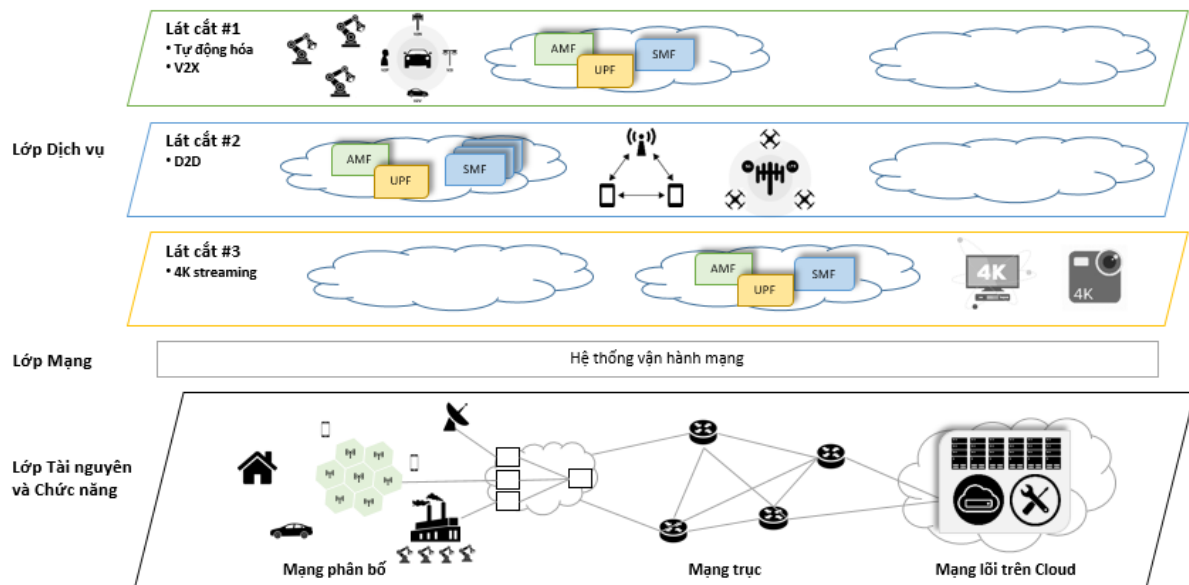 Lát cắt #1
• Tự động hóa
• V2X
AMF
UPF
SMF
Lớp Dịch vụ
Lát cắt #2
• D2D
AMF
UPF
SMF
Lát cắt #3
• 4K streaming
AMF
UPF
SMF
4K
4K
Lớp Mạng
Hệ thống vận hành mạng
Lớp Tài nguyên
và Chức năng
Mạng phân bố
Mạng trục
Mạng lõi trên Cloud